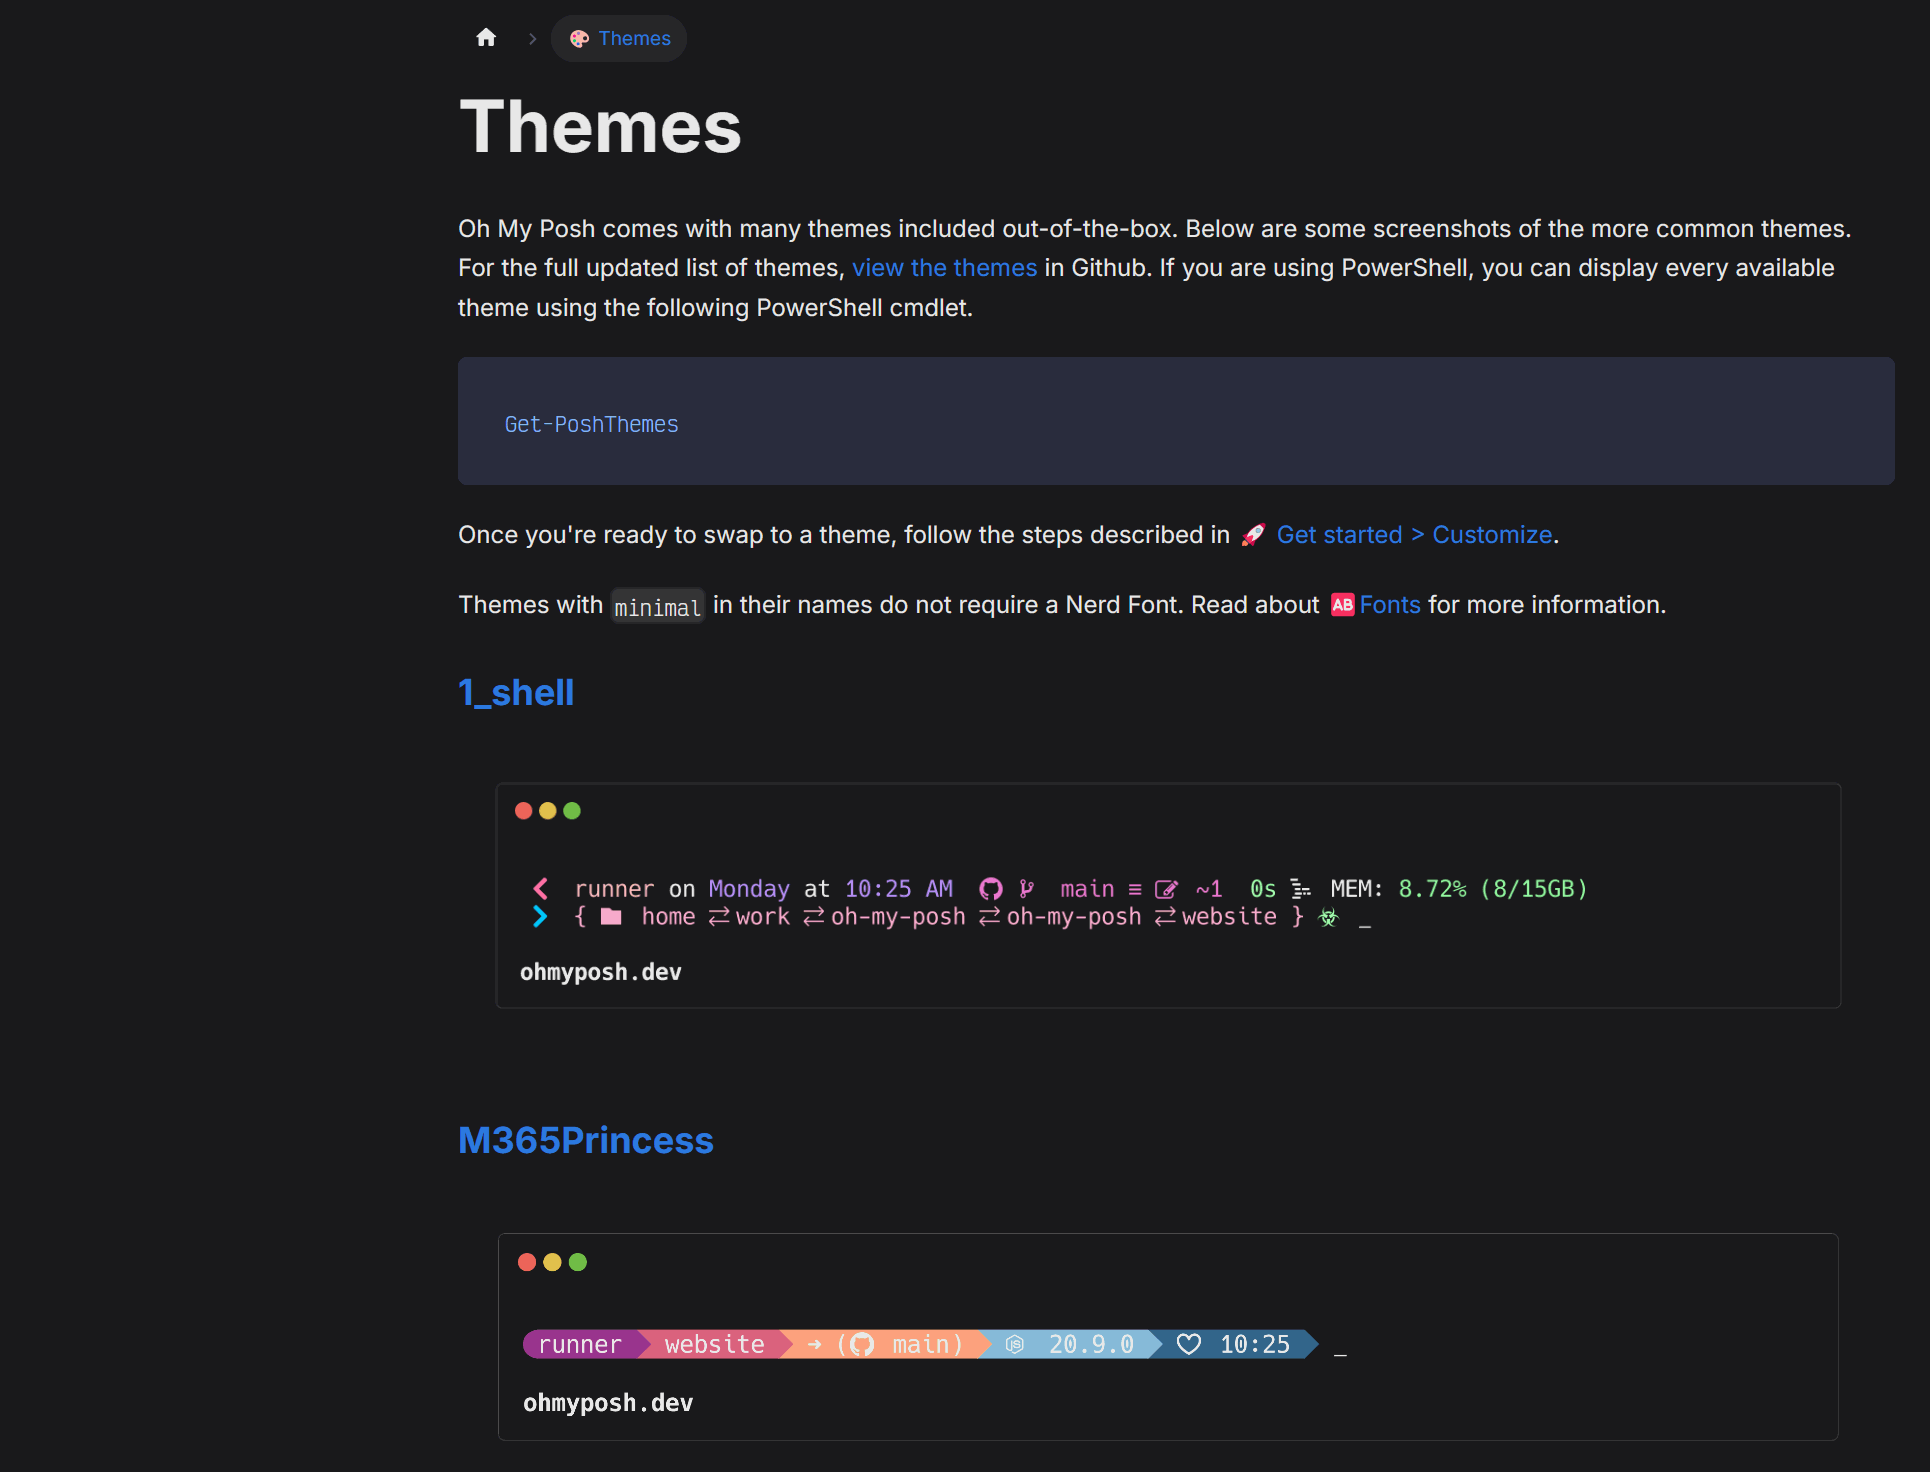 Themes
Themes
Oh My Posh comes with many themes included out-of-the-box. Below are some screenshots of the more common themes.
For the full updated list of themes, view the themes in Github. If you are using PowerShell, you can display every available
theme using the following PowerShell cmdlet.
Get-PoshThemes
Once you're ready to swap to a theme, follow the steps described in 🚀 Get started > Customize.
Themes with minimal in their names do not require a Nerd Font. Read about 🆎 Fonts for more information.
1_shell
runner on Monday at 10:25 AM main ≡ ~1 0s MEM: 8.72% (8/15GB)
{ home ⇄ work ⇄ oh-my-posh ⇄ oh-my-posh ⇄ website } ☣ _
ohmyposh.dev
M365Princess
runner website ➜ ( main) 20.9.0 ♡ 10:25 _
ohmyposh.dev